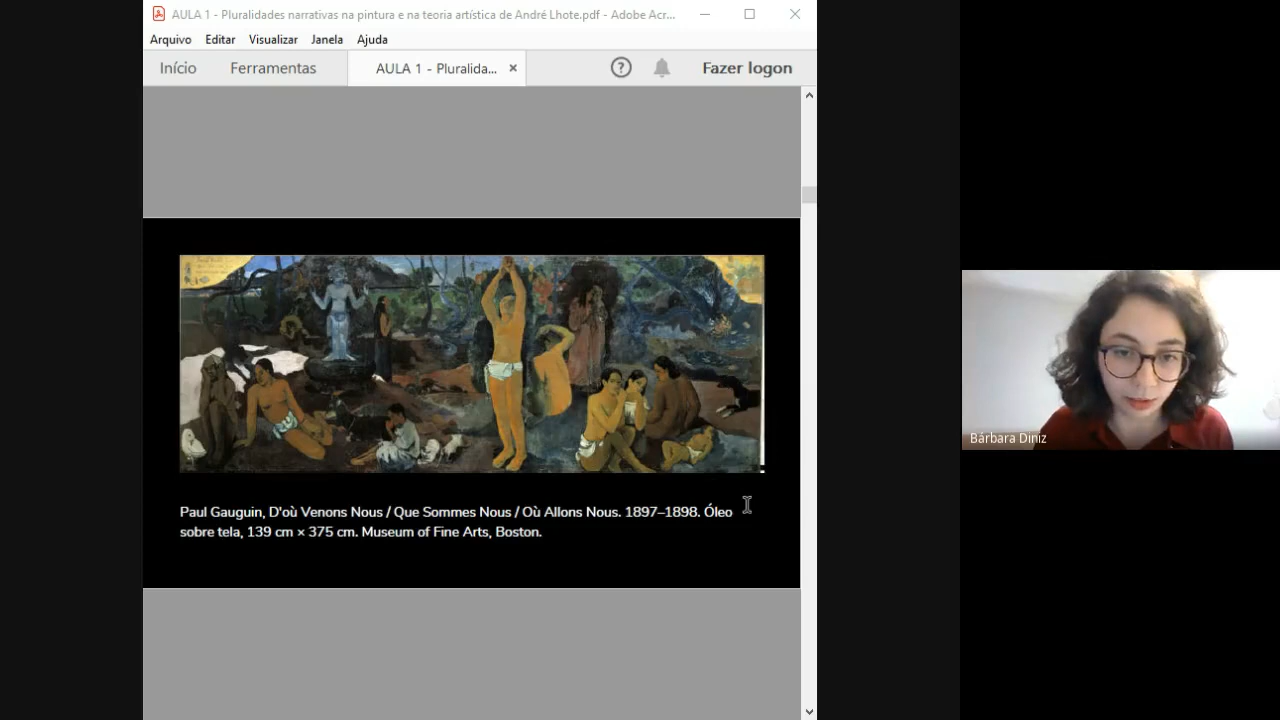 AULA 1 - Pluralidades narrativas na pintura e na teoria artística de André Lhote.pdf - Adobe Acr...
Arquivo Editar Visualizar Janela Ajuda
Início Ferramentas AULA 1 - Pluralida... × ? Fazer logon
Paul Gauguin, D'où Venons Nous / Que Sommes Nous / Où Allons Nous. 1897–1898. Óleo
sobre tela, 139 cm × 375 cm. Museum of Fine Arts, Boston.
Bárbara Diniz